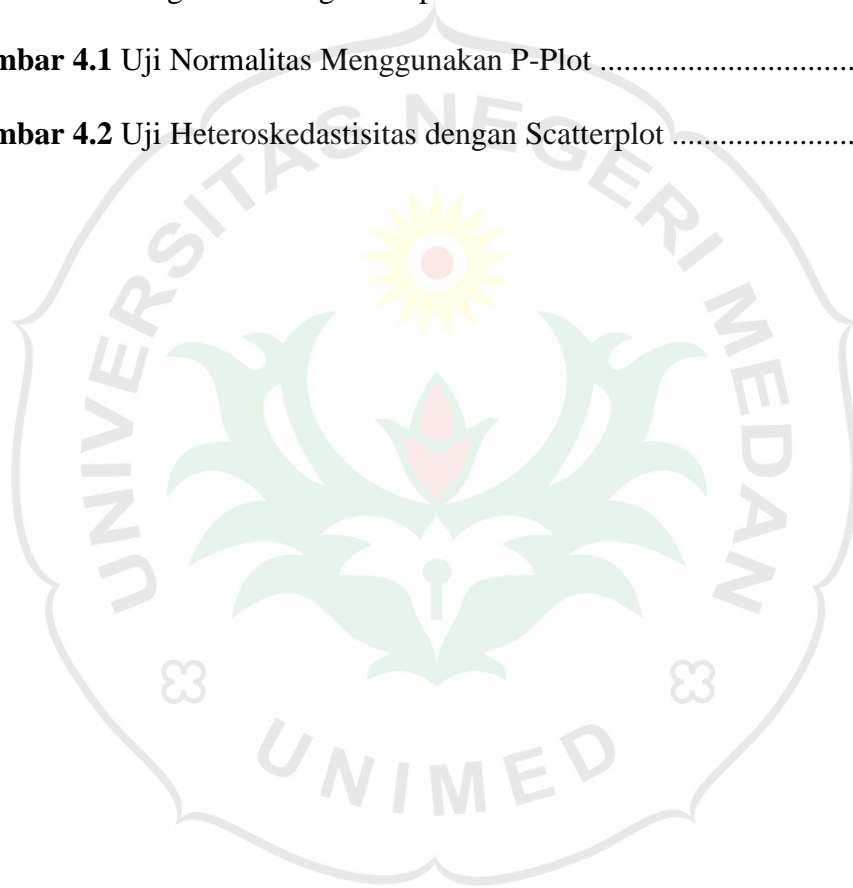 mbar 4.1 Uji Normalitas Menggunakan P-Plot ................................
mbar 4.2 Uji Heteroskedastisitas dengan Scatterplot .......................
UNIVERSITAS NEGERI MEDAN
UNIMED